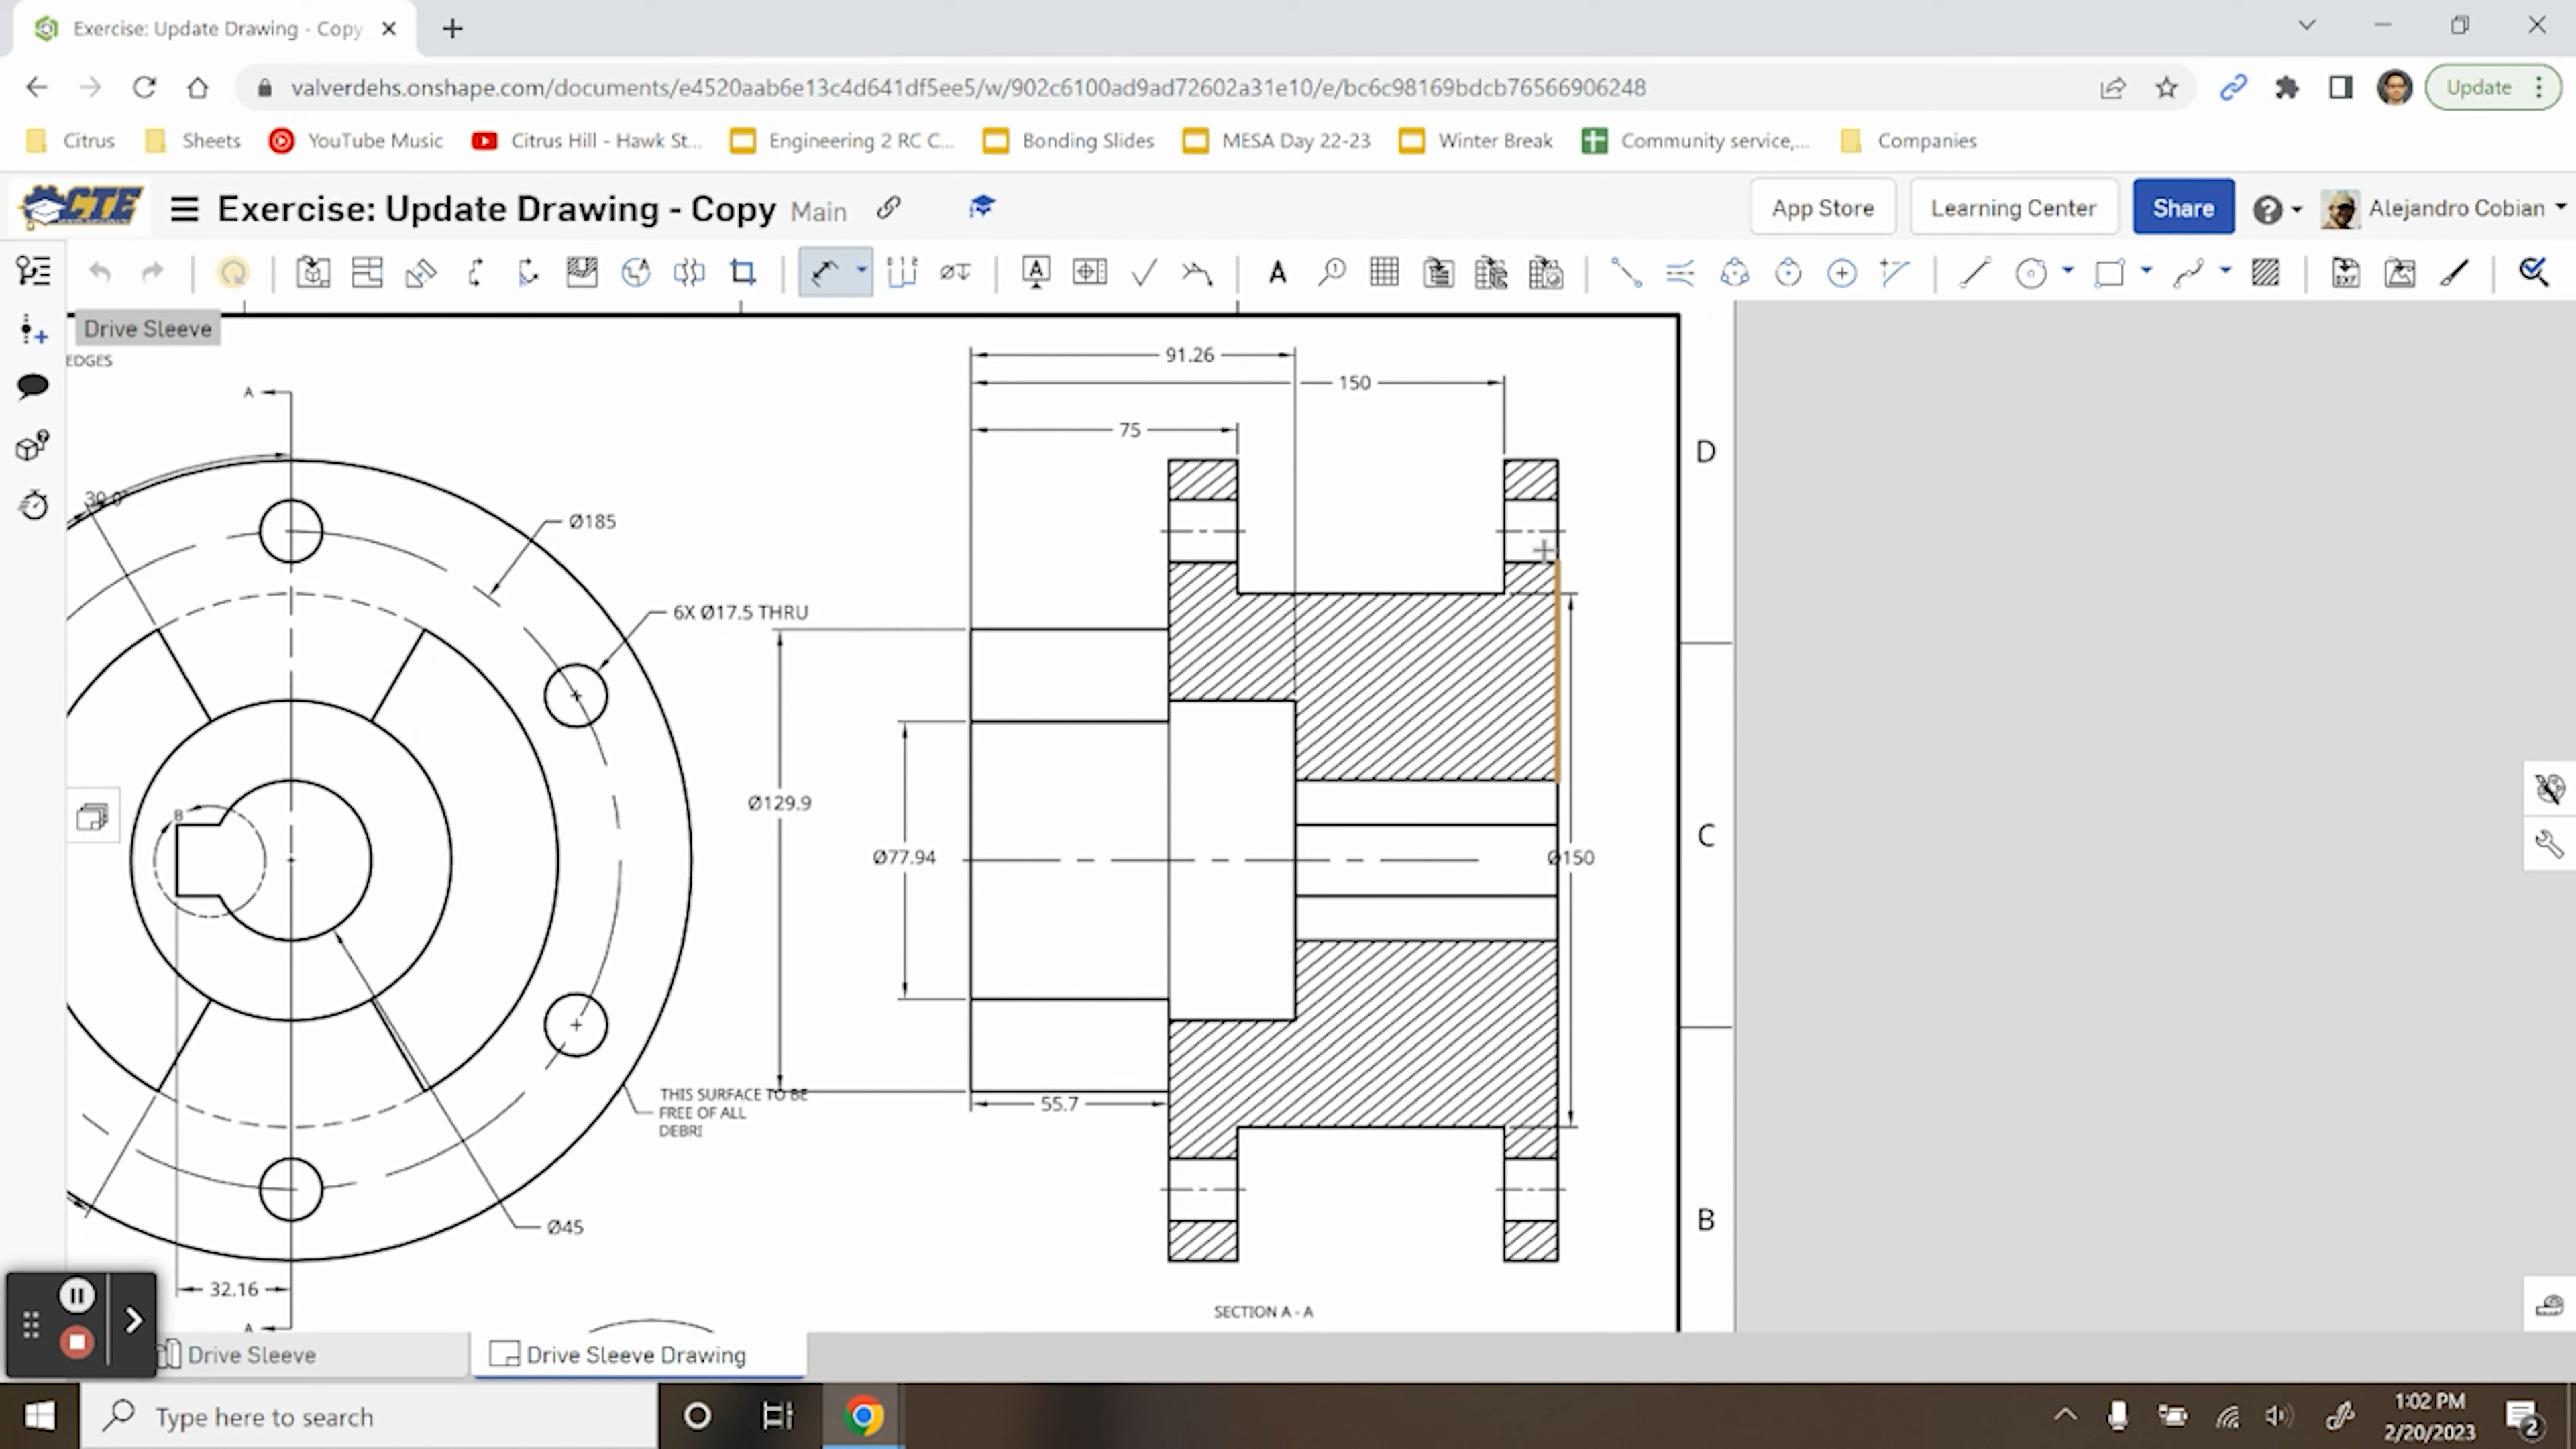 Exercise: Update Drawing - Copy
valverdehs.onshape.com/documents/e4520aab6e13c4d641df5ee5/w/902c6100ad9ad72602a31e10/e/bc6c98169bdcb76566906248
Update
Citrus
Sheets
YouTube Music
Citrus Hill - Hawk St...
Engineering 2 RC C...
Bonding Slides
MESA Day 22-23
Winter Break
Community service,...
Companies
CTE
Exercise: Update Drawing - Copy Main
App Store
Learning Center
Share
Alejandro Cobian
Drive Sleeve
EDGES
91.26
150
75
A
D
30.0°
Ø185
6X Ø17.5 THRU
Ø129.9
B
Ø77.94
Ø150
C
THIS SURFACE TO BE
FREE OF ALL
DEBRI
55.7
B
Ø45
32.16
SECTION A - A
A
Drive Sleeve
Drive Sleeve Drawing
Type here to search
1:02 PM
2/20/2023
2